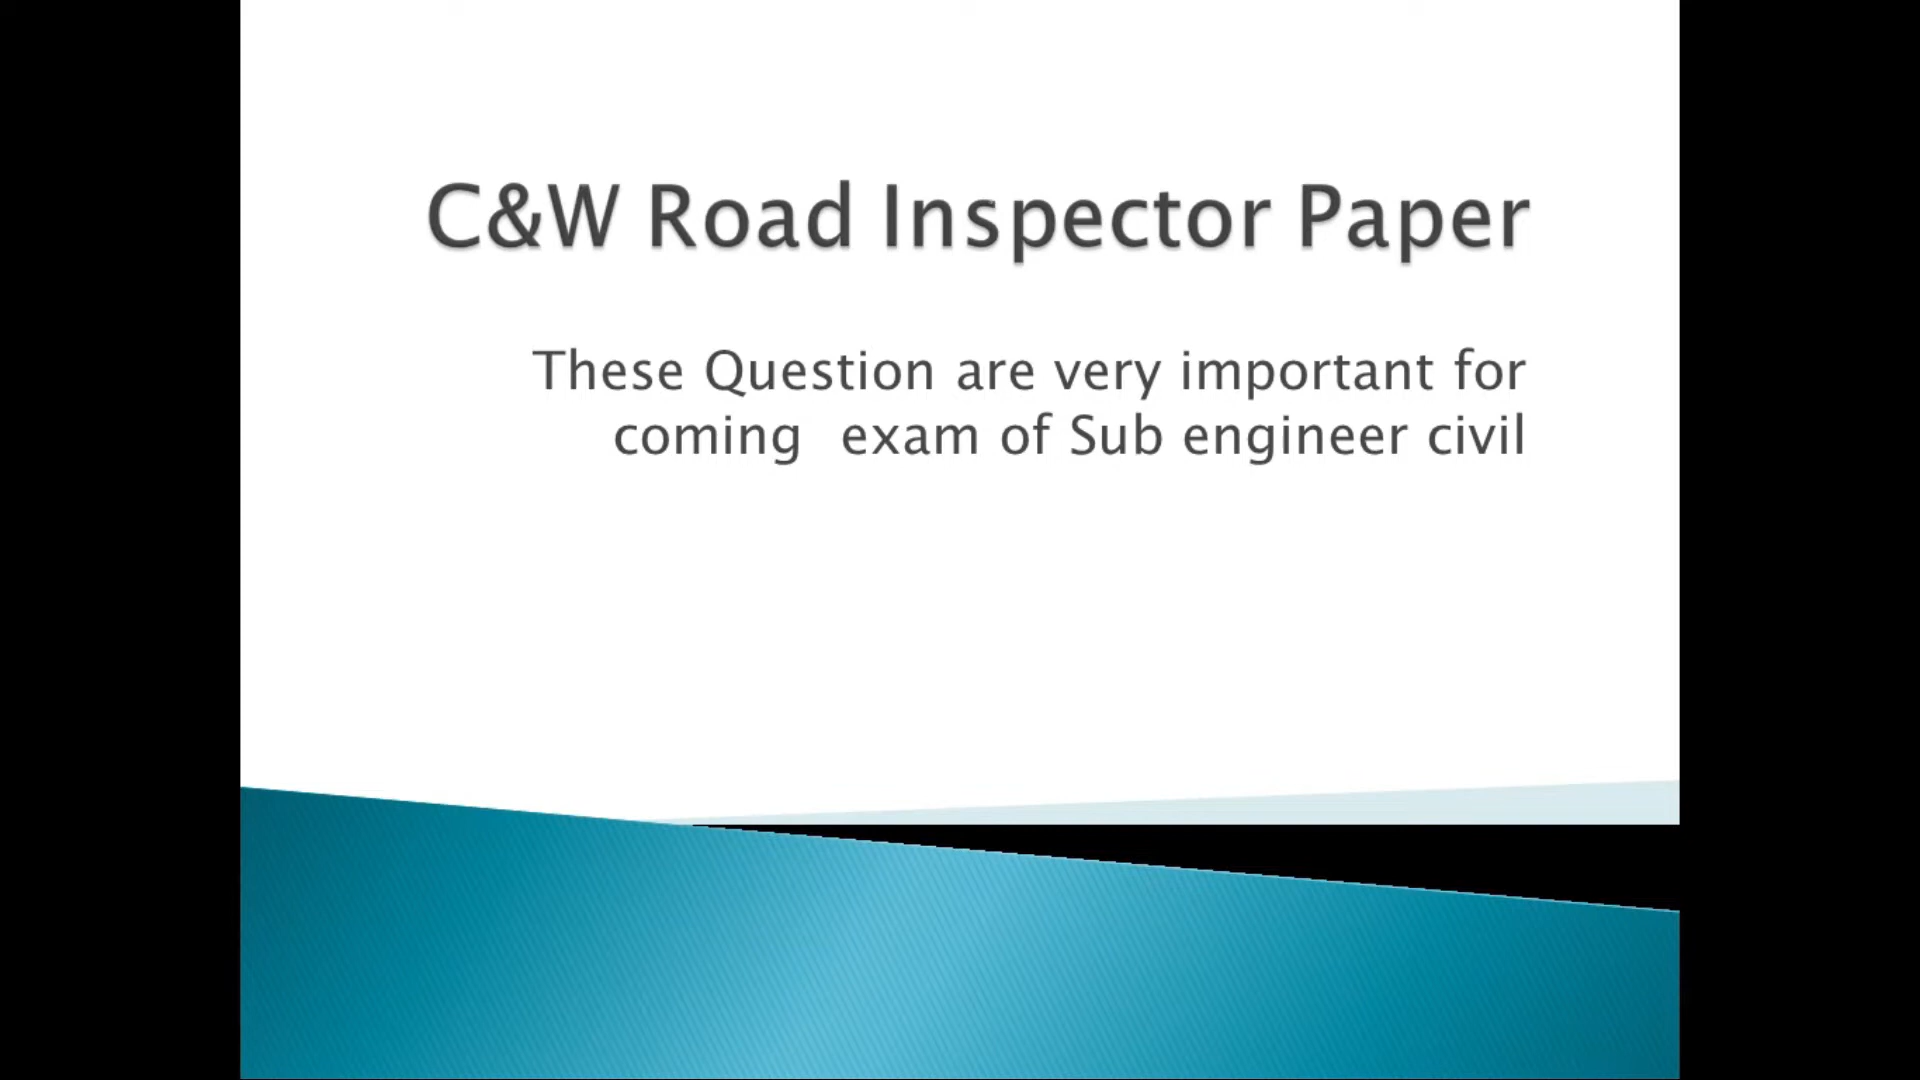 C&W Road Inspector Paper
These Question are very important for
coming  exam of Sub engineer civil